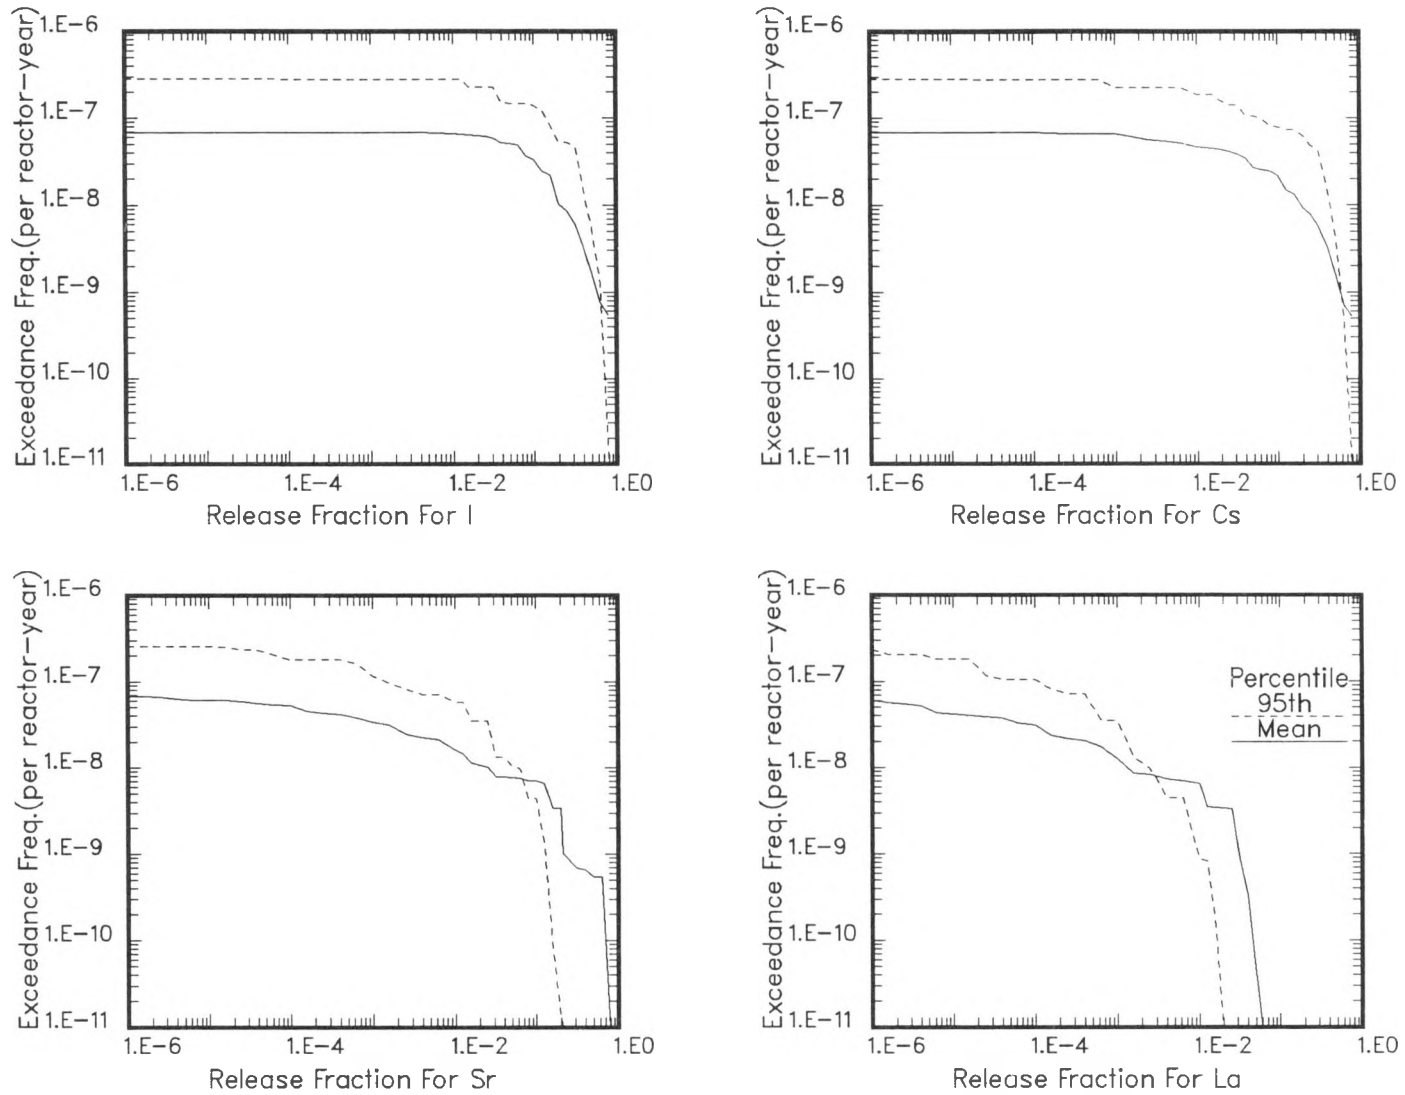 Exceedance Freq.(per reactor-year)
1.E-6
1.E-7
1.E-8
1.E-9
1.E-10
1.E-11
1.E-6
1.E-4
1.E-2
1.E0
Release Fraction For I
Exceedance Freq.(per reactor-year)
1.E-6
1.E-7
1.E-8
1.E-9
1.E-10
1.E-11
1.E-6
1.E-4
1.E-2
1.E0
Release Fraction For Cs
Exceedance Freq.(per reactor-year)
1.E-6
1.E-7
1.E-8
1.E-9
1.E-10
1.E-11
1.E-6
1.E-4
1.E-2
1.E0
Release Fraction For Sr
Exceedance Freq.(per reactor-year)
1.E-6
1.E-7
1.E-8
1.E-9
1.E-10
1.E-11
Percentile
95th
Mean
1.E-6
1.E-4
1.E-2
1.E0
Release Fraction For La